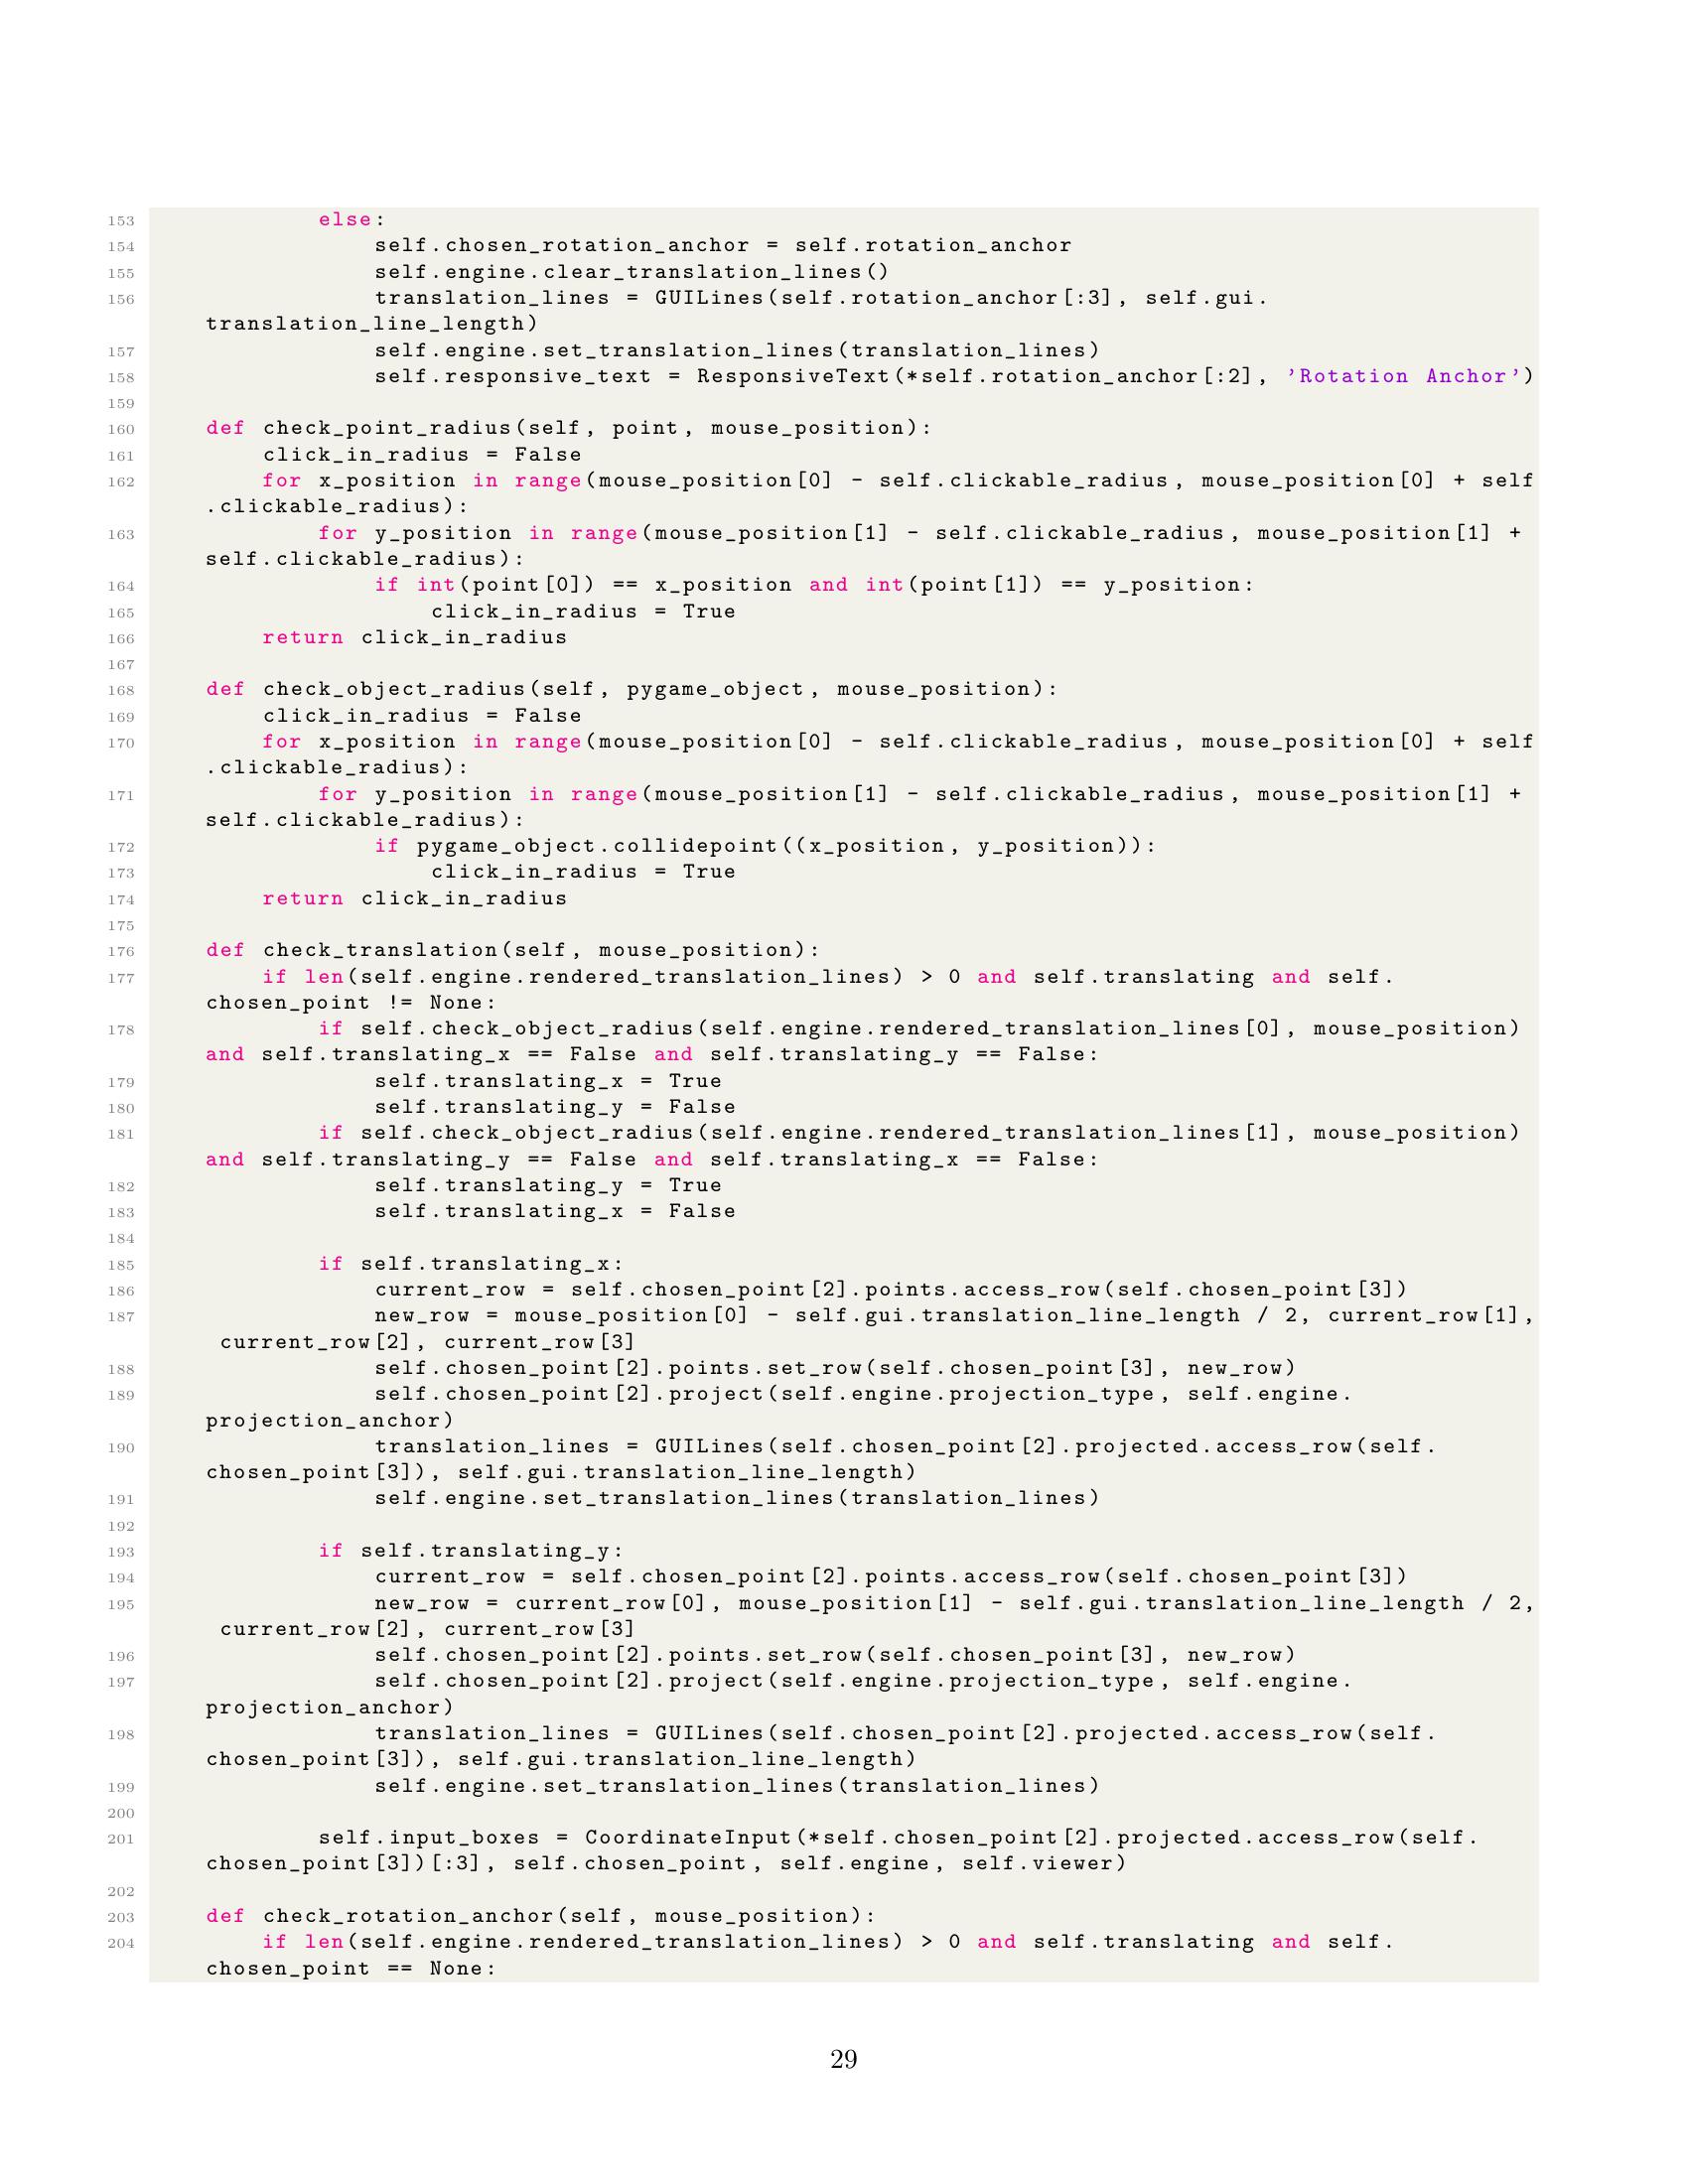 153 else:
154 self.chosen_rotation_anchor = self.rotation_anchor
155 self.engine.clear_translation_lines()
156 translation_lines = GUILines(self.rotation_anchor[:3], self.gui.
translation_line_length)
157 self.engine.set_translation_lines(translation_lines)
158 self.responsive_text = ResponsiveText(*self.rotation_anchor[:2], 'Rotation Anchor')
159
160 def check_point_radius(self, point, mouse_position):
161 click_in_radius = False
162 for x_position in range(mouse_position[0] - self.clickable_radius, mouse_position[0] + self
.clickable_radius):
163 for y_position in range(mouse_position[1] - self.clickable_radius, mouse_position[1] +
self.clickable_radius):
164 if int(point[0]) == x_position and int(point[1]) == y_position:
165 click_in_radius = True
166 return click_in_radius
167
168 def check_object_radius(self, pygame_object, mouse_position):
169 click_in_radius = False
170 for x_position in range(mouse_position[0] - self.clickable_radius, mouse_position[0] + self
.clickable_radius):
171 for y_position in range(mouse_position[1] - self.clickable_radius, mouse_position[1] +
self.clickable_radius):
172 if pygame_object.collidepoint((x_position, y_position)):
173 click_in_radius = True
174 return click_in_radius
175
176 def check_translation(self, mouse_position):
177 if len(self.engine.rendered_translation_lines) > 0 and self.translating and self.
chosen_point != None:
178 if self.check_object_radius(self.engine.rendered_translation_lines[0], mouse_position)
and self.translating_x == False and self.translating_y == False:
179 self.translating_x = True
180 self.translating_y = False
181 if self.check_object_radius(self.engine.rendered_translation_lines[1], mouse_position)
and self.translating_y == False and self.translating_x == False:
182 self.translating_y = True
183 self.translating_x = False
184
185 if self.translating_x:
186 current_row = self.chosen_point[2].points.access_row(self.chosen_point[3])
187 new_row = mouse_position[0] - self.gui.translation_line_length / 2, current_row[1],
current_row[2], current_row[3]
188 self.chosen_point[2].points.set_row(self.chosen_point[3], new_row)
189 self.chosen_point[2].project(self.engine.projection_type, self.engine.
projection_anchor)
190 translation_lines = GUILines(self.chosen_point[2].projected.access_row(self.
chosen_point[3]), self.gui.translation_line_length)
191 self.engine.set_translation_lines(translation_lines)
192
193 if self.translating_y:
194 current_row = self.chosen_point[2].points.access_row(self.chosen_point[3])
195 new_row = current_row[0], mouse_position[1] - self.gui.translation_line_length / 2,
current_row[2], current_row[3]
196 self.chosen_point[2].points.set_row(self.chosen_point[3], new_row)
197 self.chosen_point[2].project(self.engine.projection_type, self.engine.
projection_anchor)
198 translation_lines = GUILines(self.chosen_point[2].projected.access_row(self.
chosen_point[3]), self.gui.translation_line_length)
199 self.engine.set_translation_lines(translation_lines)
200
201 self.input_boxes = CoordinateInput(*self.chosen_point[2].projected.access_row(self.
chosen_point[3])[:3], self.chosen_point, self.engine, self.viewer)
202
203 def check_rotation_anchor(self, mouse_position):
204 if len(self.engine.rendered_translation_lines) > 0 and self.translating and self.
chosen_point == None:
29